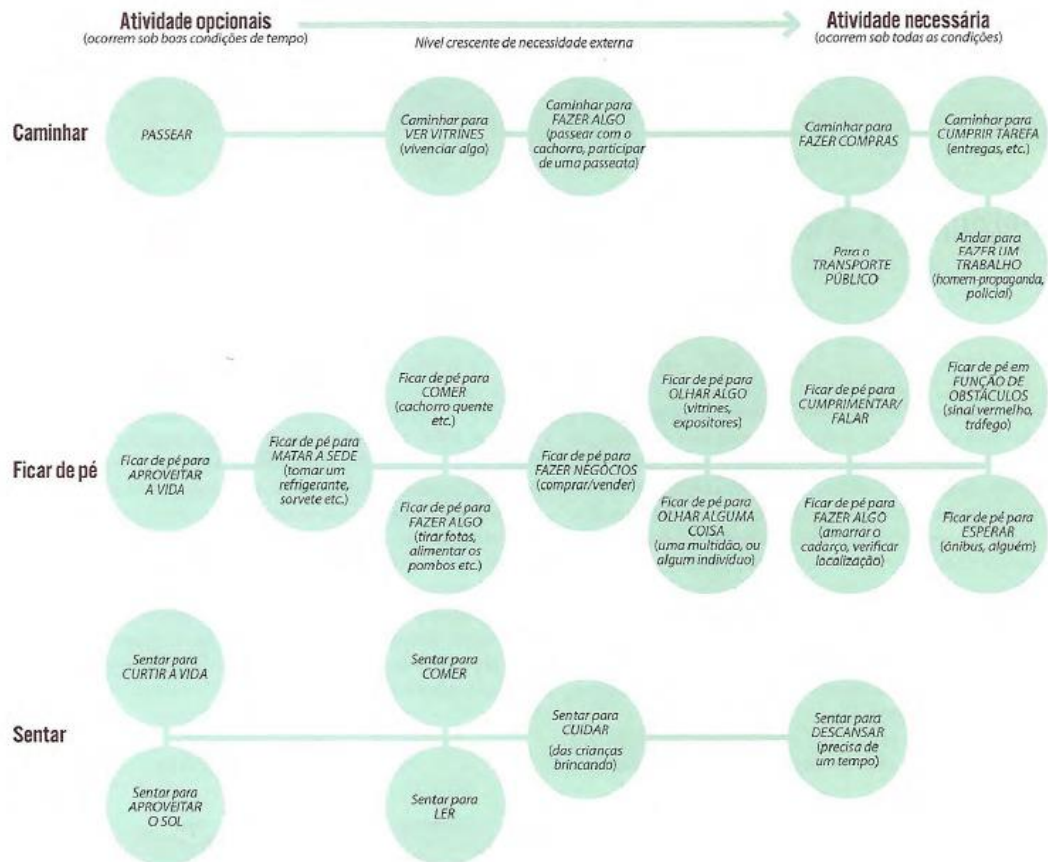 Atividade opcionais
(ocorrem sob boas condições de tempo)
Nível crescente de necessidade externa
Atividade necessária
(ocorrem sob todas as condições)
Caminhar
PASSEAR
Caminhar para
VER VITRINES
(vivenciar algo)
Caminhar para
FAZER ALGO
(passear com o
cachorro, participar
de uma passeata)
Caminhar para
FAZER COMPRAS
Caminhar para
CUMPRIR TAREFA
(entregas, etc.)
Para o
TRANSPORTE
PÚBLICO
Andar para
FAZER UM
TRABALHO
(homem-propaganda,
policial)
Ficar de pé
Ficar de pé para
APROVEITAR
A VIDA
Ficar de pé para
MATAR A SEDE
(tomar um
refrigerante,
sorvete etc.)
Ficar de pé para
COMER
(cachorro quente
etc.)
Ficar de pé para
FAZER ALGO
(tirar fotos,
alimentar os
pombos etc.)
Ficar de pé para
FAZER NEGÓCIOS
(comprar/vender)
Ficar de pé para
OLHAR ALGO
(vitrines,
expositores)
Ficar de pé para
OLHAR ALGUMA
COISA
(uma multidão, ou
algum indivíduo)
Ficar de pé para
CUMPRIMENTAR/
FALAR
Ficar de pé para
FAZER ALGO
(amarrar o
cadarço, verificar
localização)
Ficar de pé em
FUNÇÃO DE
OBSTÁCULOS
(sinal vermelho,
tráfego)
Ficar de pé para
ESPERAR
(ônibus, alguém)
Sentar
Sentar para
CURTIR A VIDA
Sentar para
APROVEITAR
O SOL
Sentar para
COMER
Sentar para
LER
Sentar para
CUIDAR
(das crianças
brincando)
Sentar para
DESCANSAR
(precisa de
um tempo)